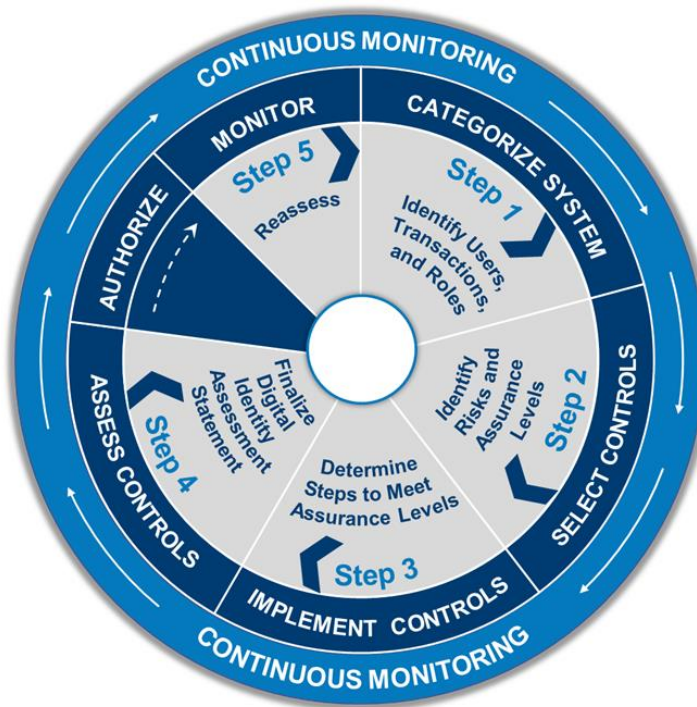 CONTINUOUS MONITORING
CATEGORIZE SYSTEM
Step 1
Identify Users,
Transactions,
and Roles
SELECT CONTROLS
Step 2
Identify
Risks and
Assurance
Levels
IMPLEMENT CONTROLS
Step 3
Determine
Steps to Meet
Assurance Levels
ASSESS CONTROLS
Step 4
Finalize
Digital
Identity
Assessment
Statement
AUTHORIZE
MONITOR
Step 5
Reassess
CONTINUOUS MONITORING